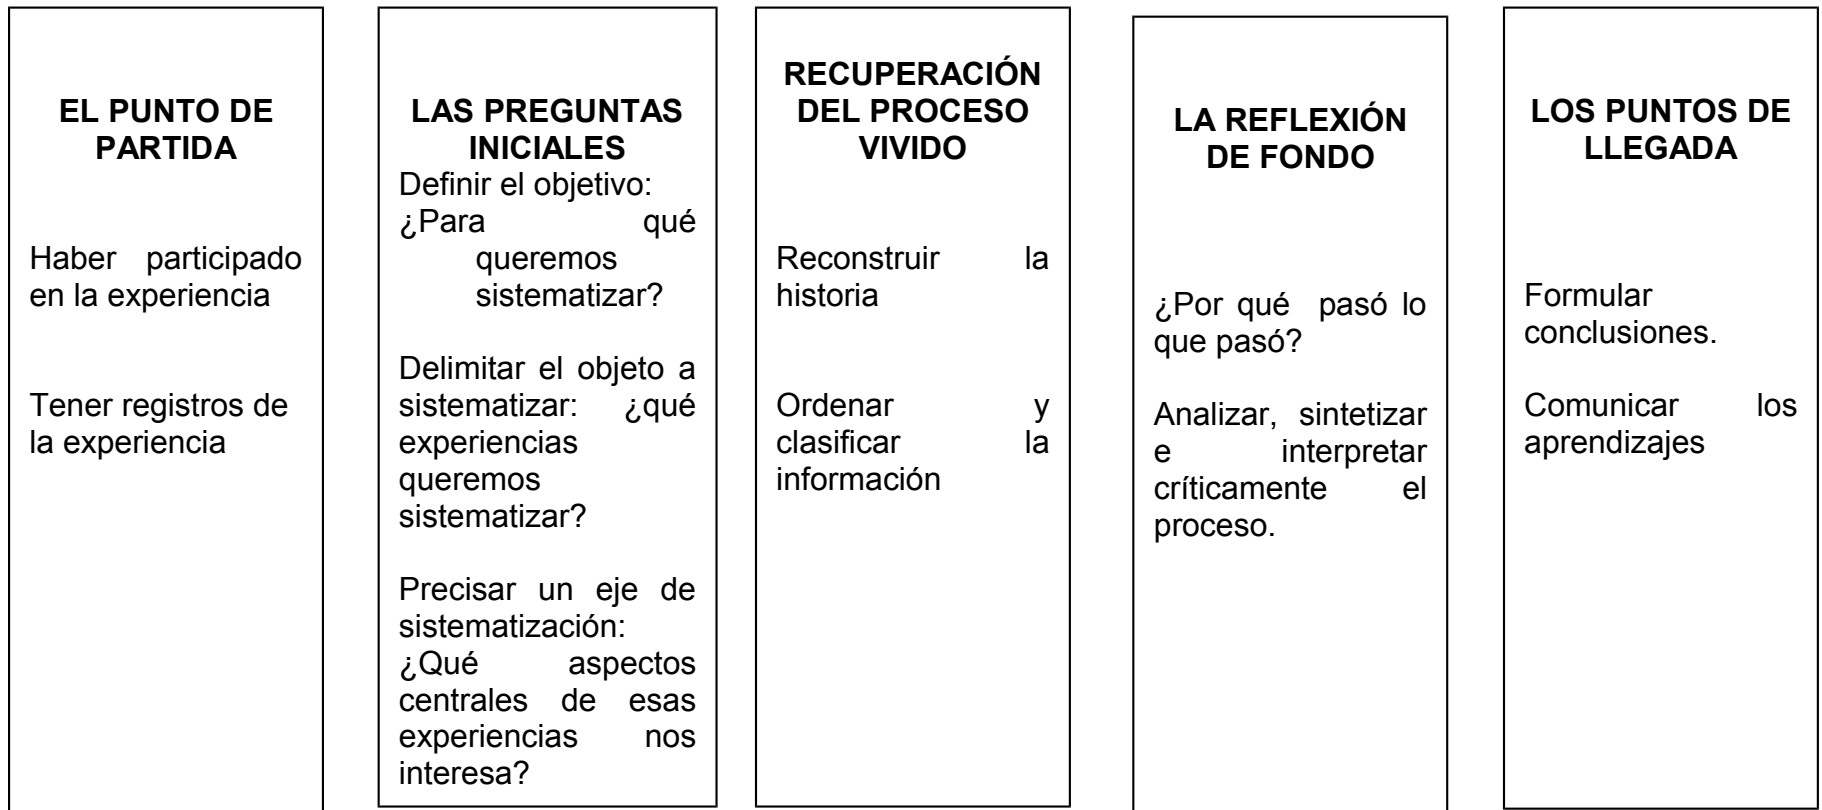 EL PUNTO DE
PARTIDA
Haber participado
en la experiencia
Tener registros de
la experiencia
LAS PREGUNTAS
INICIALES
Definir el objetivo:
¿Para qué
queremos
sistematizar?
Delimitar el objeto a
sistematizar: ¿qué
experiencias
queremos
sistematizar?
Precisar un eje de
sistematización:
¿Qué aspectos
centrales de esas
experiencias nos
interesa?
RECUPERACIÓN
DEL PROCESO
VIVIDO
Reconstruir la
historia
Ordenar y
clasificar la
información
LA REFLEXIÓN
DE FONDO
¿Por qué pasó lo
que pasó?
Analizar, sintetizar
e interpretar
críticamente el
proceso.
LOS PUNTOS DE
LLEGADA
Formular
conclusiones.
Comunicar los
aprendizajes